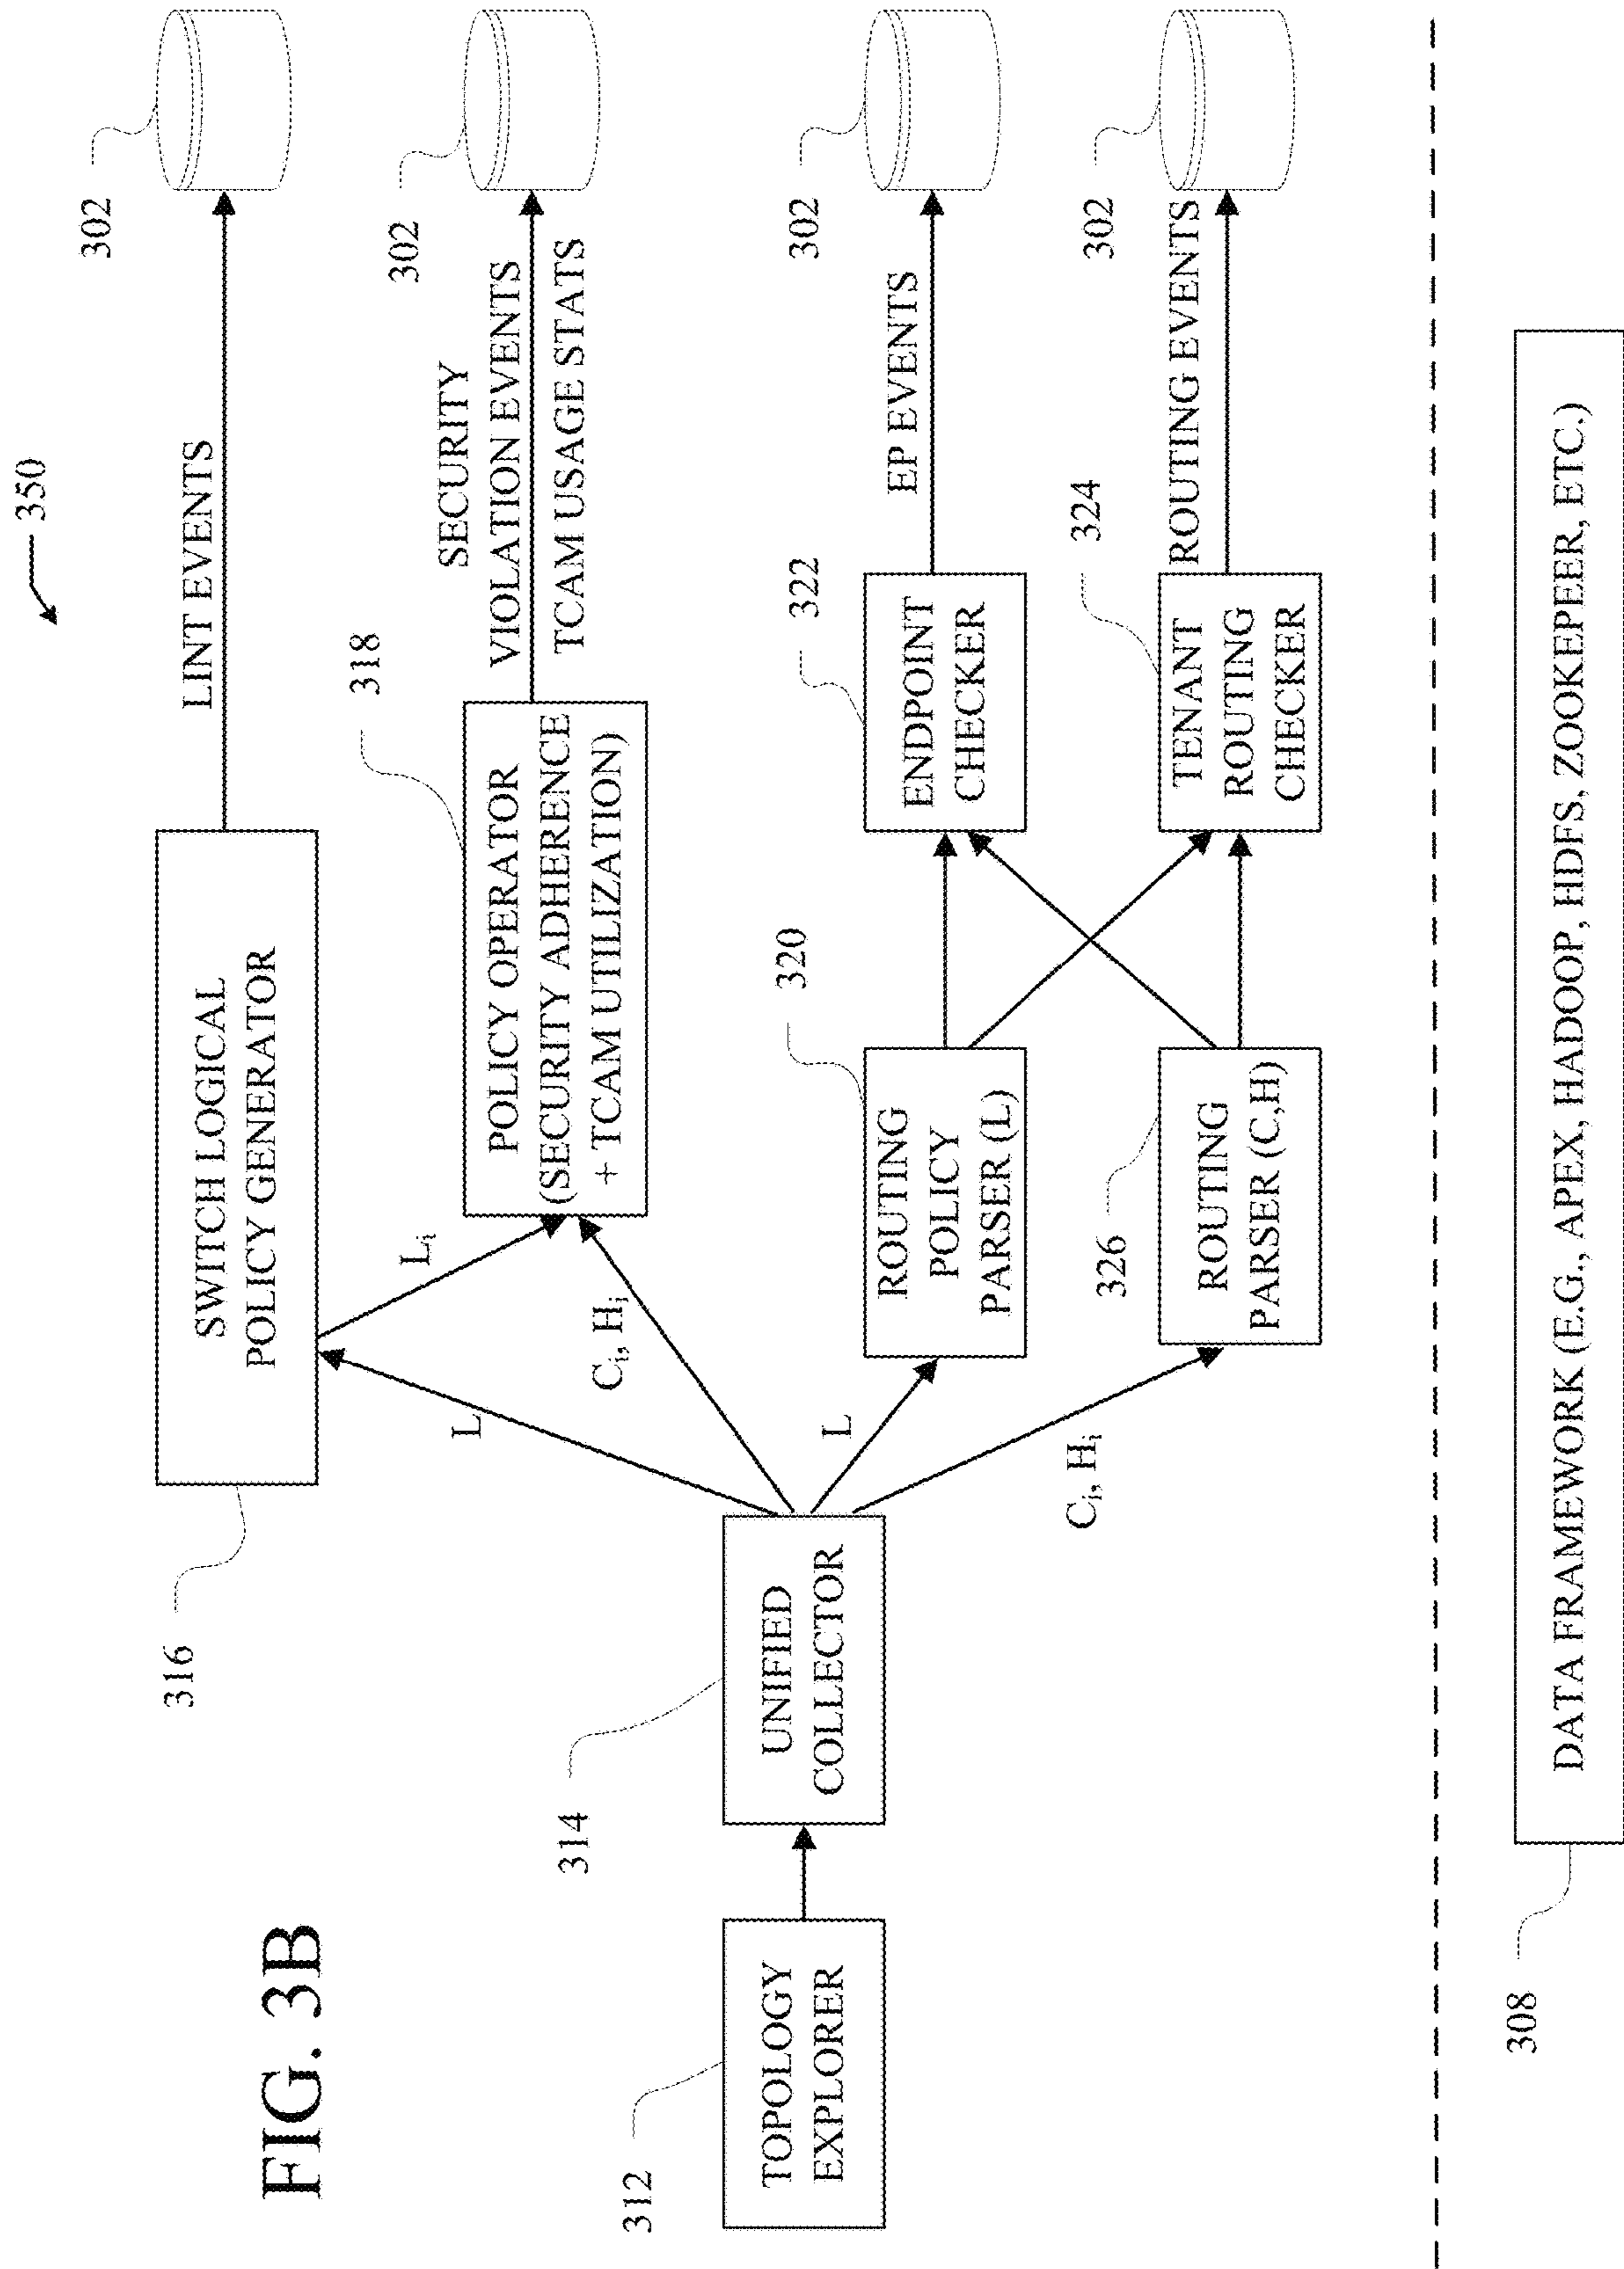 FIG. 3B
350
302
LINT EVENTS
SWITCH LOGICAL
POLICY GENERATOR
316
302
SECURITY
VIOLATION EVENTS
TCAM USAGE STATS
318
POLICY OPERATOR
(SECURITY ADHERENCE
+ TCAM UTILIZATION)
L
Li
Ci, Hi
314
UNIFIED
COLLECTOR
312
TOPOLOGY
EXPLORER
L
Ci, Hi
320
ROUTING
POLICY
PARSER (L)
322
ENDPOINT
CHECKER
EP EVENTS
302
326
ROUTING
PARSER (C,H)
324
TENANT
ROUTING
CHECKER
ROUTING EVENTS
302
308
DATA FRAMEWORK (E.G., APEX, HADOOP, HDFS, ZOOKEPEER, ETC.)